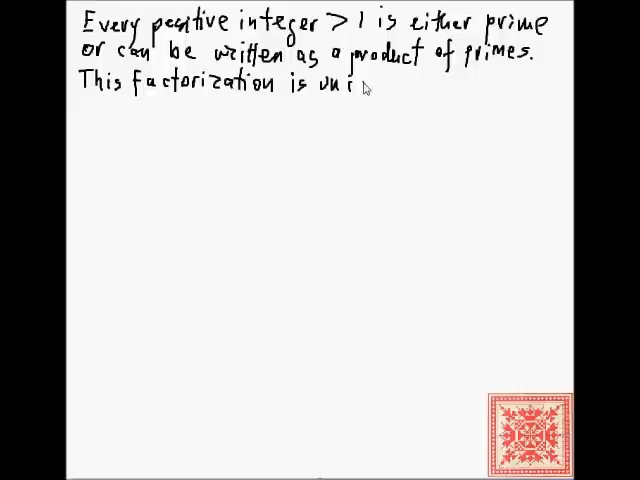 Every positive integer > 1 is either prime
or can be written as a product of primes.
This factorization is uni